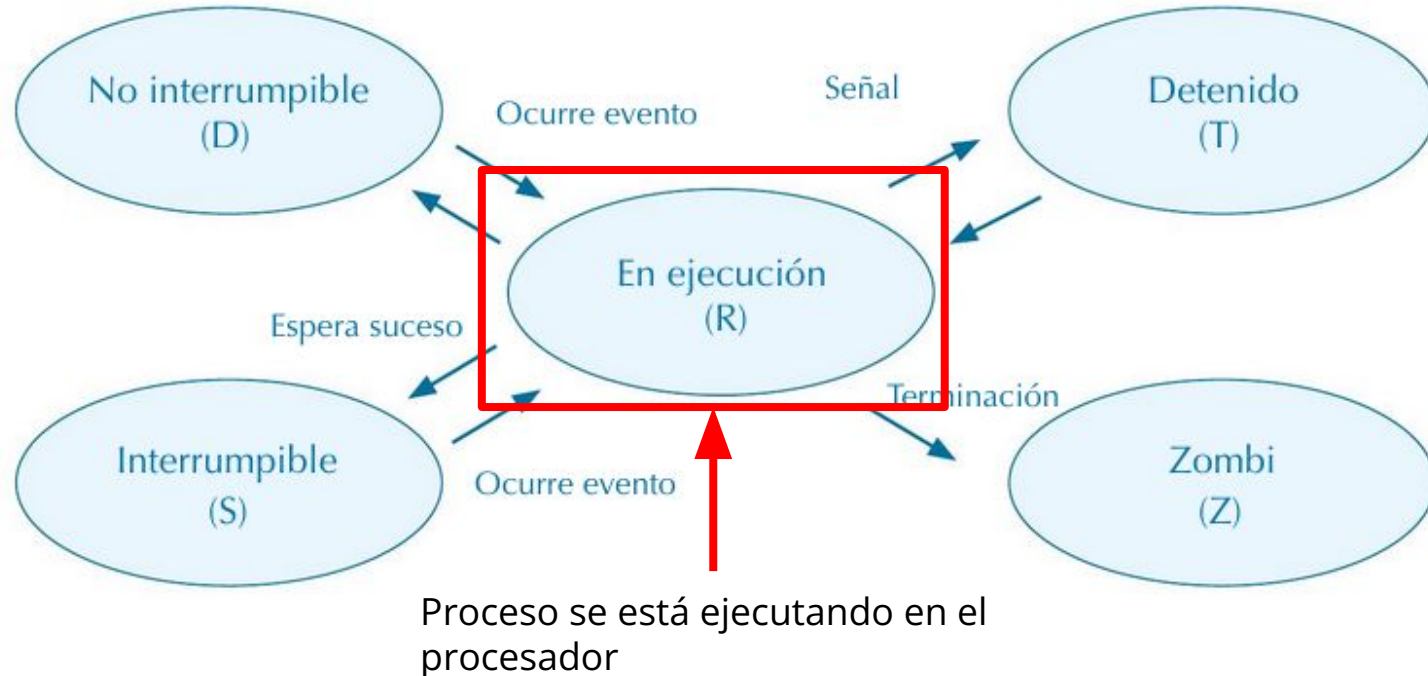 No interrumpible
(D)
Ocurre evento
Señal
Detenido
(T)
En ejecución
(R)
Espera suceso
Terminación
Interrumpible
(S)
Ocurre evento
Zombi
(Z)
Proceso se está ejecutando en el
procesador